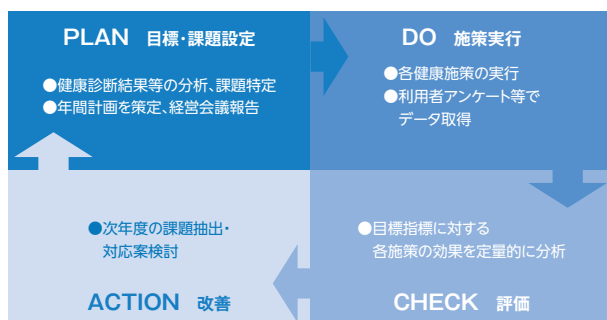 PLAN 目標・課題設定
●健康診断結果等の分析、課題特定
●年間計画を策定、経営会議報告
DO 施策実行
●各健康施策の実行
●利用者アンケート等で
データ取得
●目標指標に対する
各施策の効果を定量的に分析
CHECK 評価
●次年度の課題抽出・
対応案検討
ACTION 改善